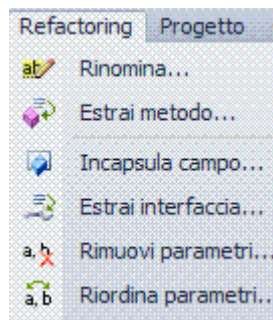 Refactoring Progetto
Rinomina...
Estrai metodo...
Incapsula campo...
Estrai interfaccia...
Rimuovi parametri...
Riordina parametri..